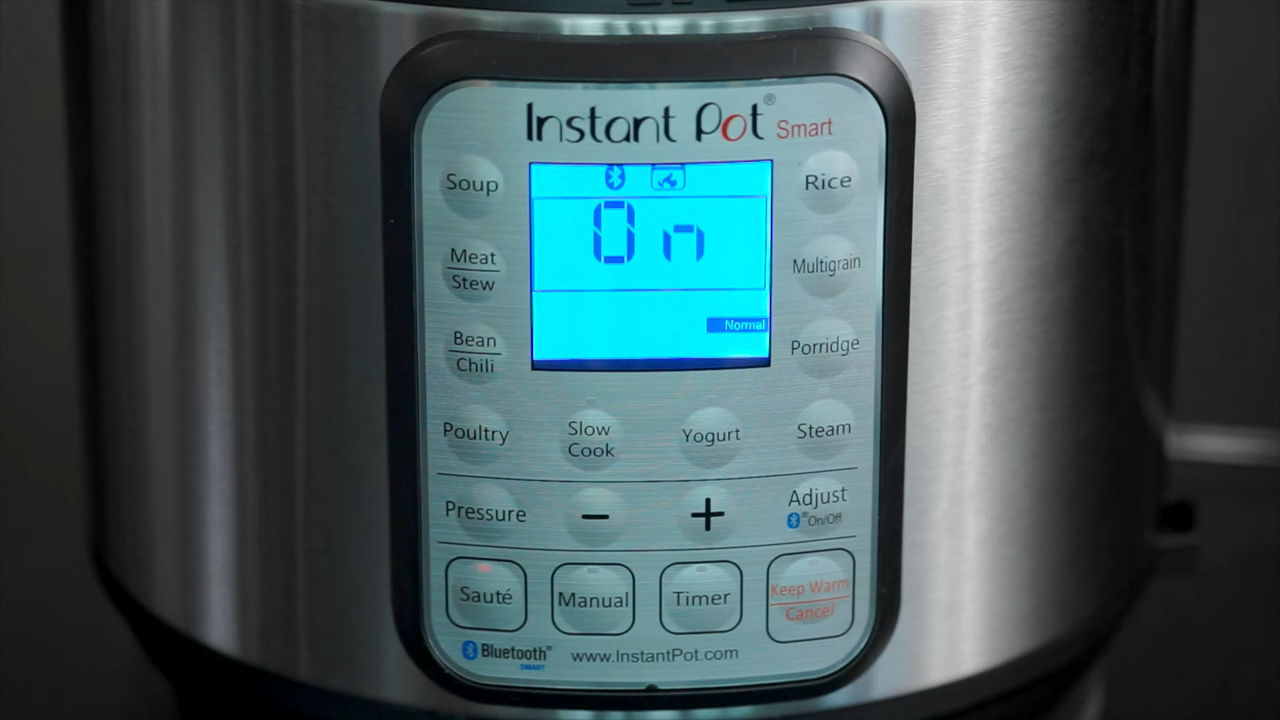 Instant Pot® Smart
Soup
Rice
On
Meat
Stew
Multigrain
Normal
Bean
Chili
Porridge
Poultry
Slow
Cook
Yogurt
Steam
Pressure
−
+
Adjust
® On/Off
Sauté
Manual
Timer
Keep Warm
Cancel
Bluetooth®
SMART
www.InstantPot.com